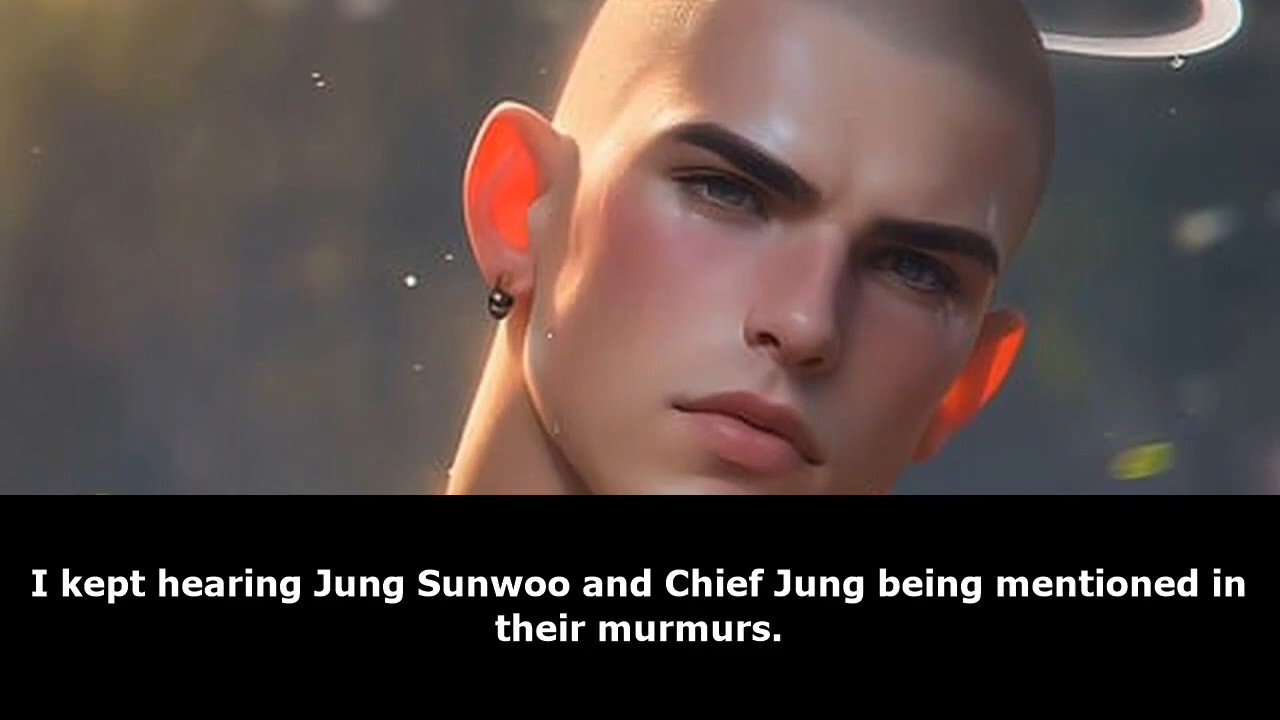 I kept hearing Jung Sunwoo and Chief Jung being mentioned in
their murmurs.